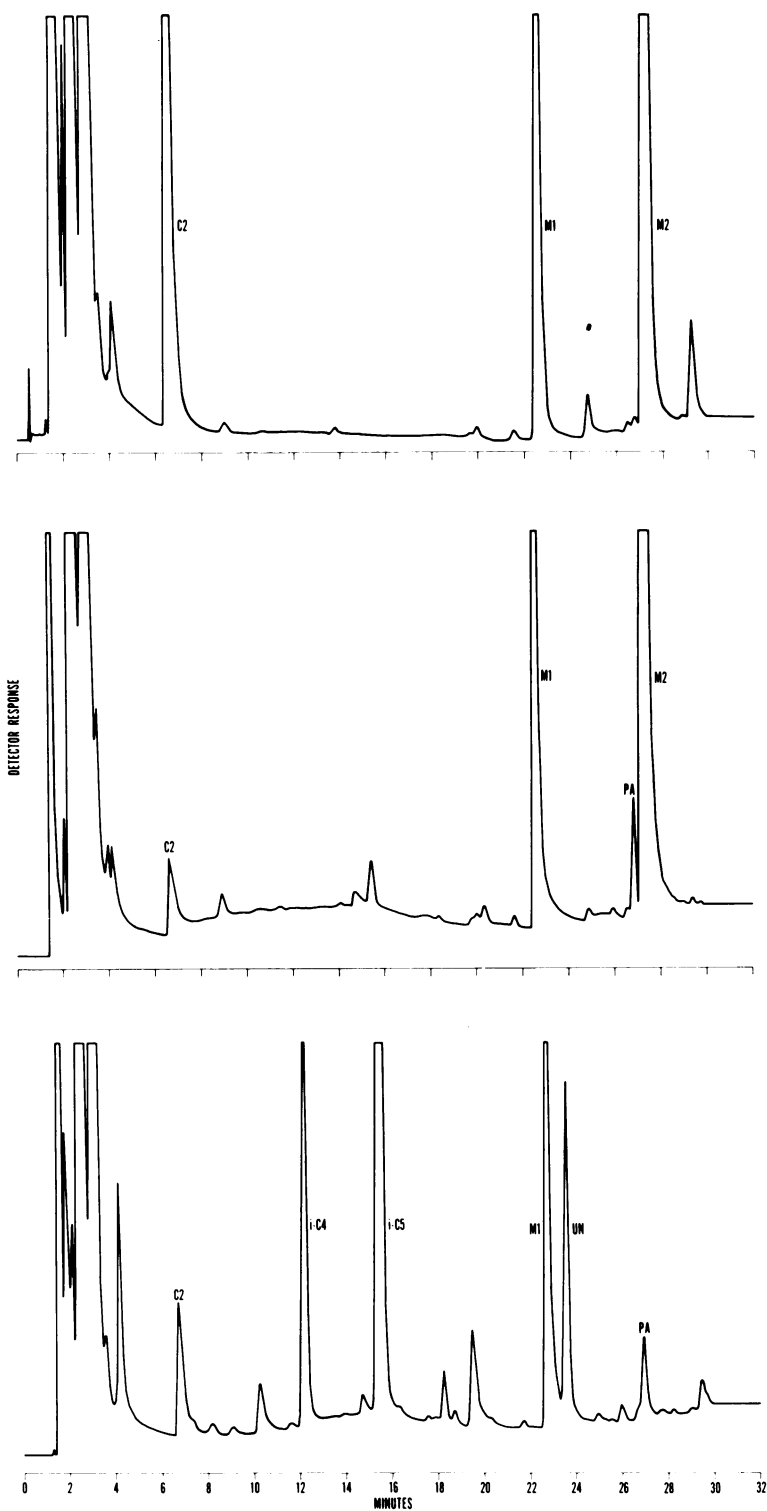 C2
M1
M2
DETECTOR RESPONSE
C2
M1
PA
M2
C2
i-C4
i-C5
M1
UN
PA
0 2 4 6 8 10 12 14 16 18 20 22 24 26 28 30 32
MINUTES